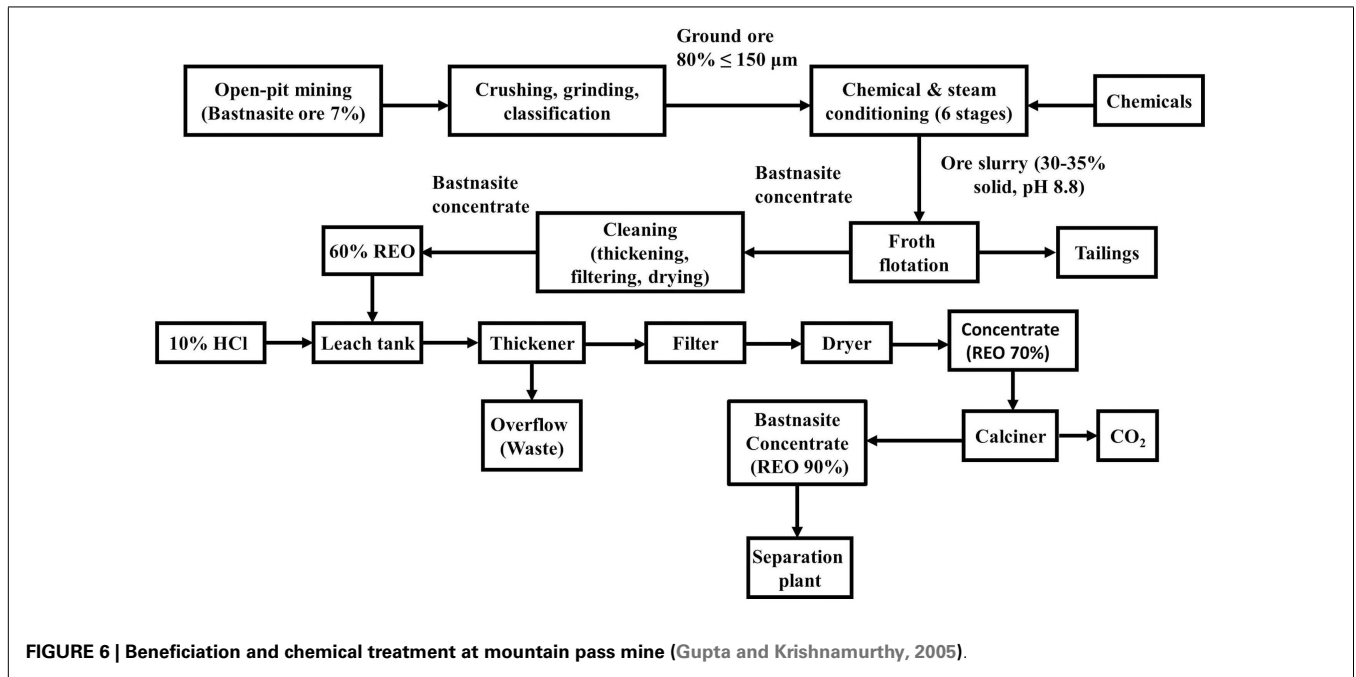 Ground ore
80% ≤ 150 µm
Open-pit mining
(Bastnasite ore 7%)
Crushing, grinding,
classification
Chemical & steam
conditioning (6 stages)
Chemicals
Ore slurry (30-35%
solid, pH 8.8)
Bastnasite
concentrate
Bastnasite
concentrate
60% REO
Cleaning
(thickening,
filtering, drying)
Froth
flotation
Tailings
10% HCl
Leach tank
Thickener
Filter
Dryer
Concentrate
(REO 70%)
Overflow
(Waste)
Bastnasite
Concentrate
(REO 90%)
Calciner
CO₂
Separation
plant
FIGURE 6 | Beneficiation and chemical treatment at mountain pass mine (Gupta and Krishnamurthy, 2005).